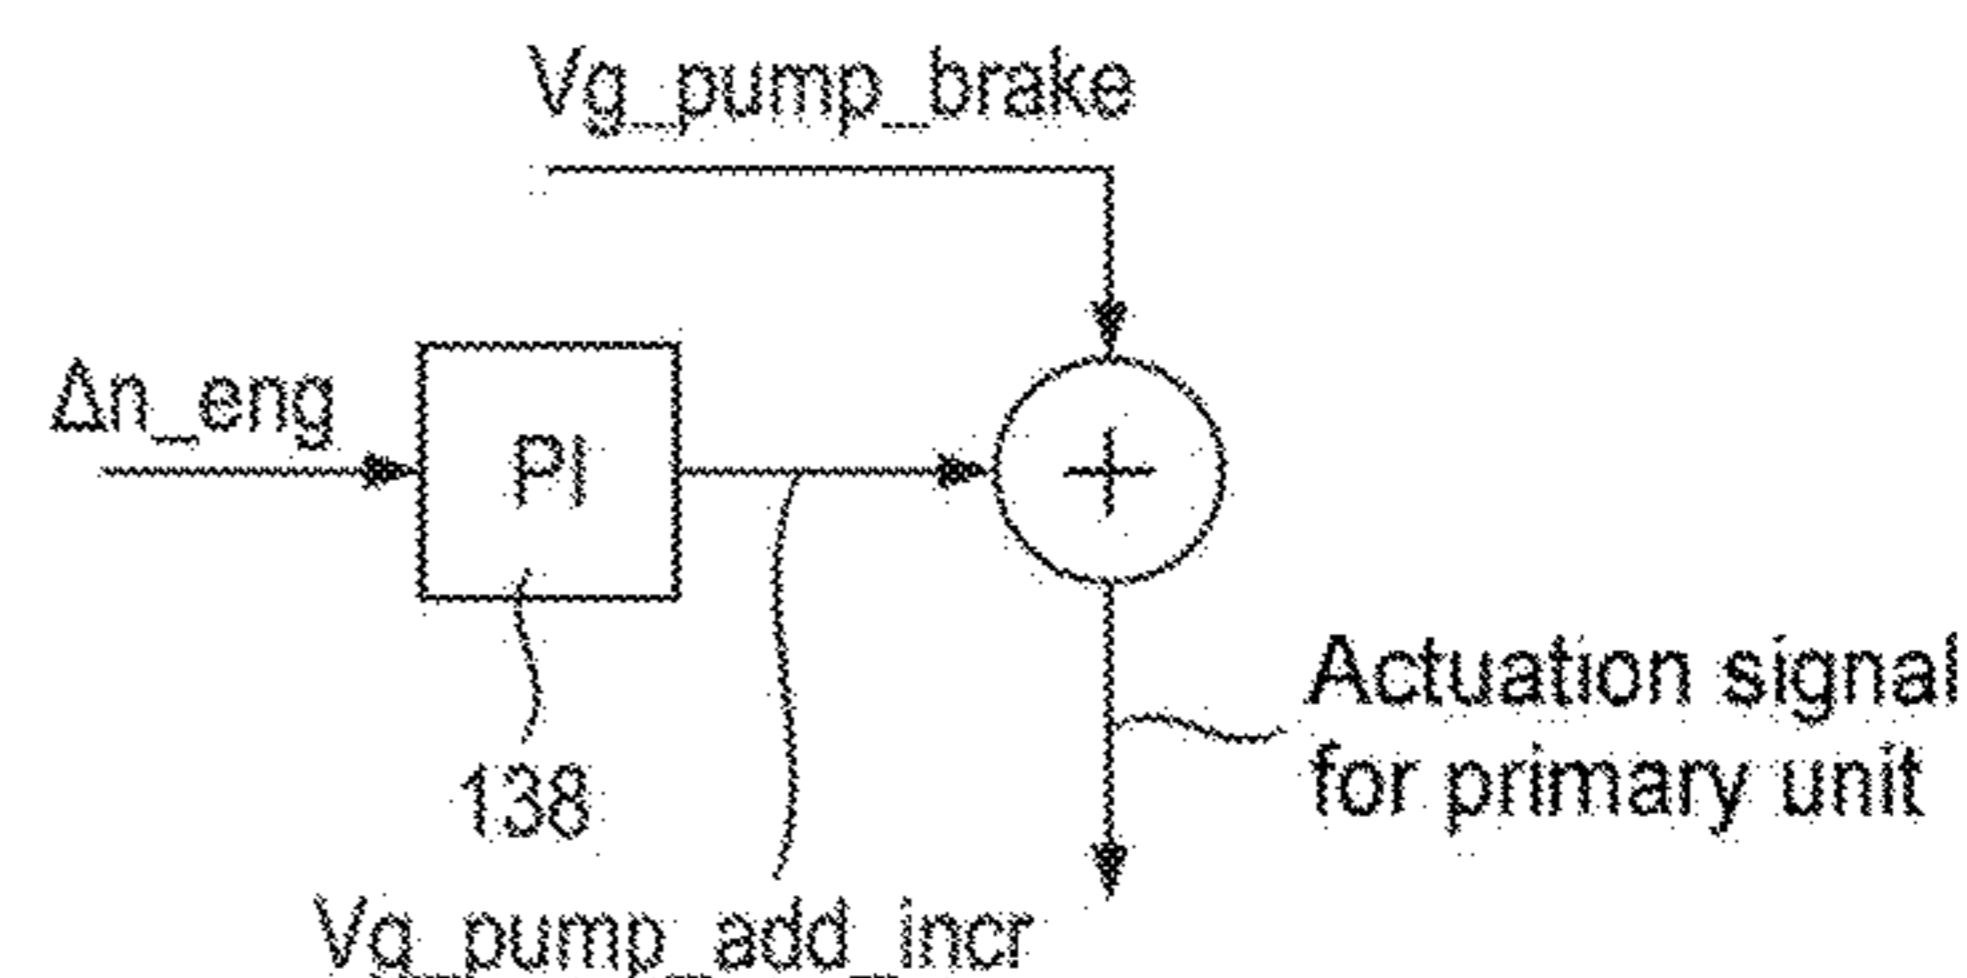 Vg_pump_brake
Δn_eng
PI
+
138
Actuation signal
for primary unit
Vg_pump_add_incr